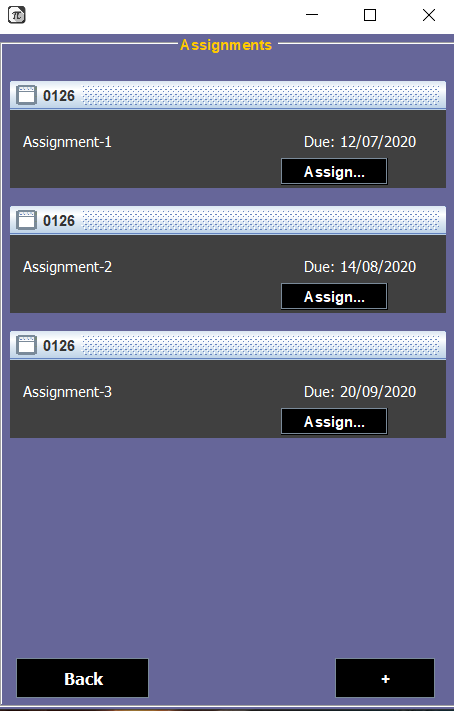 π
Assignments
0126
Assignment-1 Due: 12/07/2020
Assign...
0126
Assignment-2 Due: 14/08/2020
Assign...
0126
Assignment-3 Due: 20/09/2020
Assign...
Back +